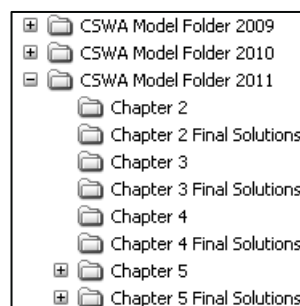 CSWA Model Folder 2009
CSWA Model Folder 2010
CSWA Model Folder 2011
Chapter 2
Chapter 2 Final Solutions
Chapter 3
Chapter 3 Final Solutions
Chapter 4
Chapter 4 Final Solutions
Chapter 5
Chapter 5 Final Solutions